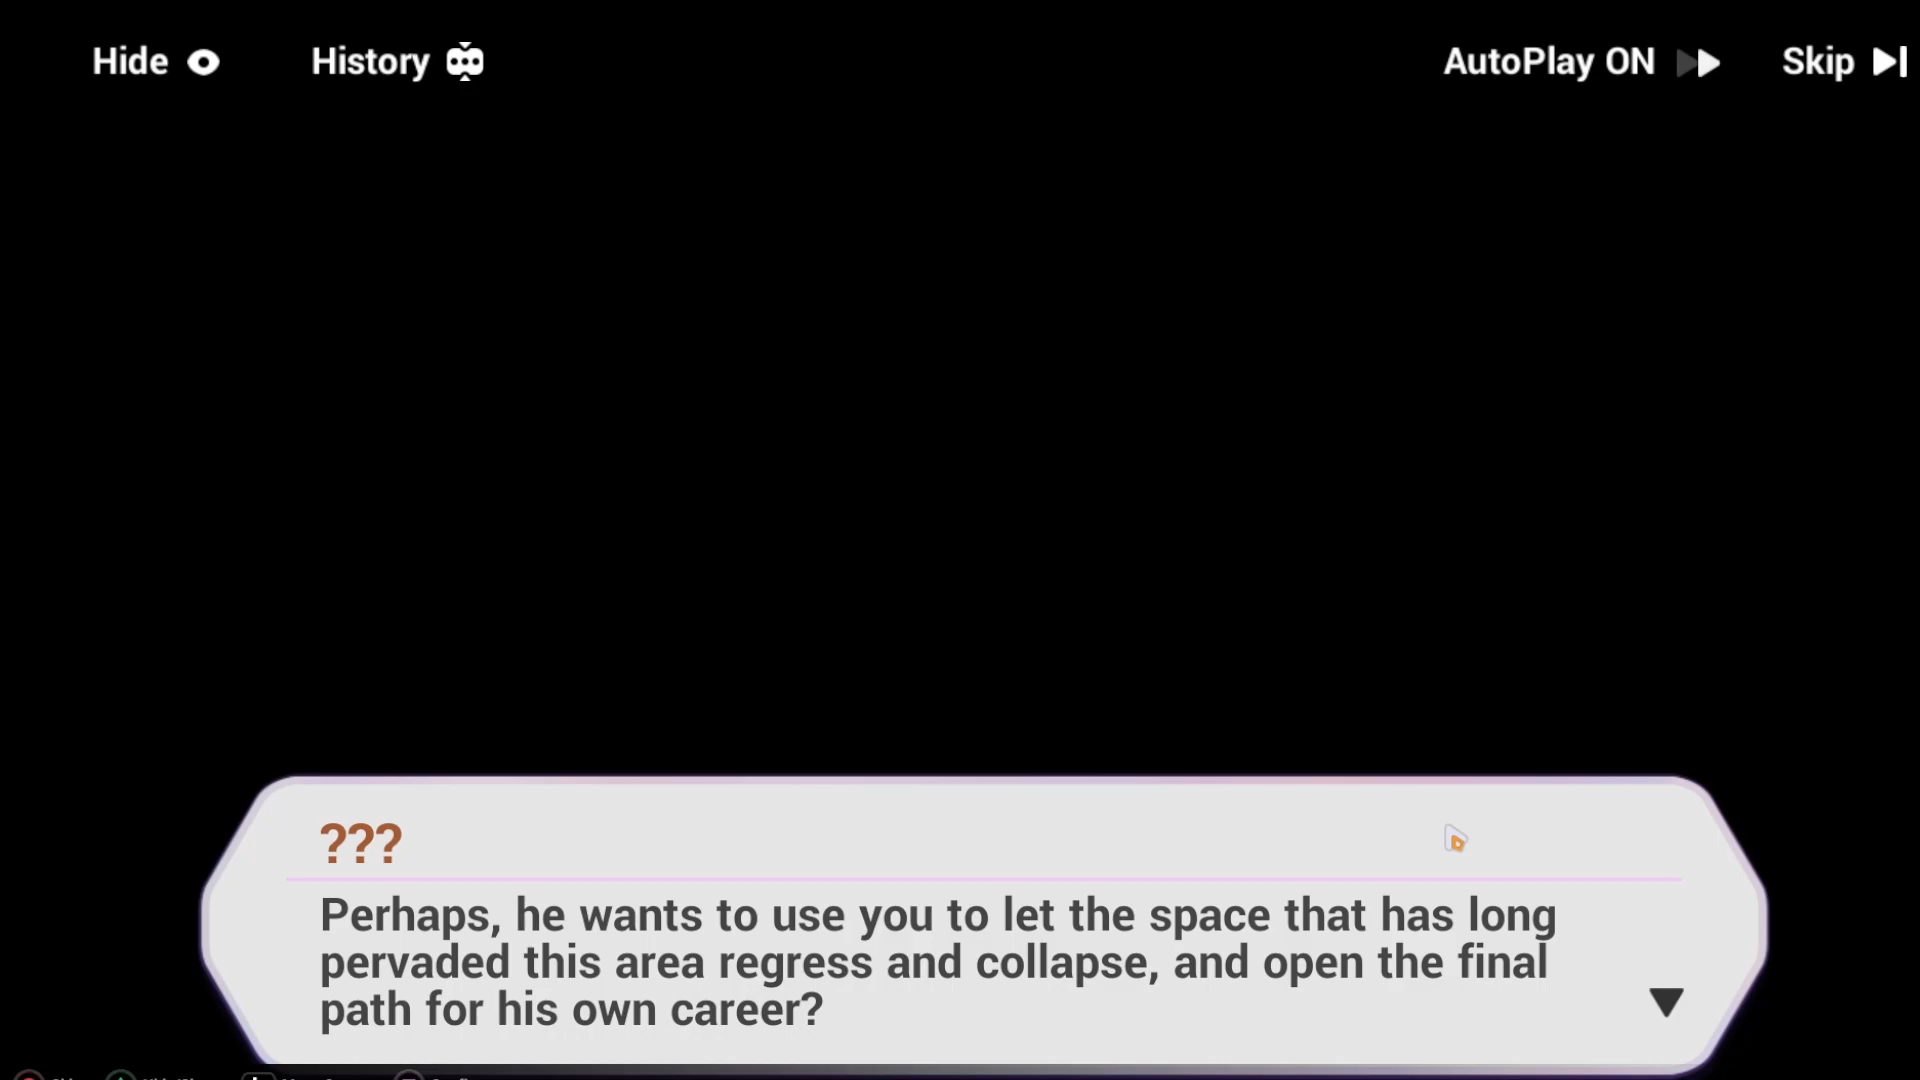 Hide
History
AutoPlay ON
Skip
???
Perhaps, he wants to use you to let the space that has long
pervaded this area regress and collapse, and open the final
path for his own career?